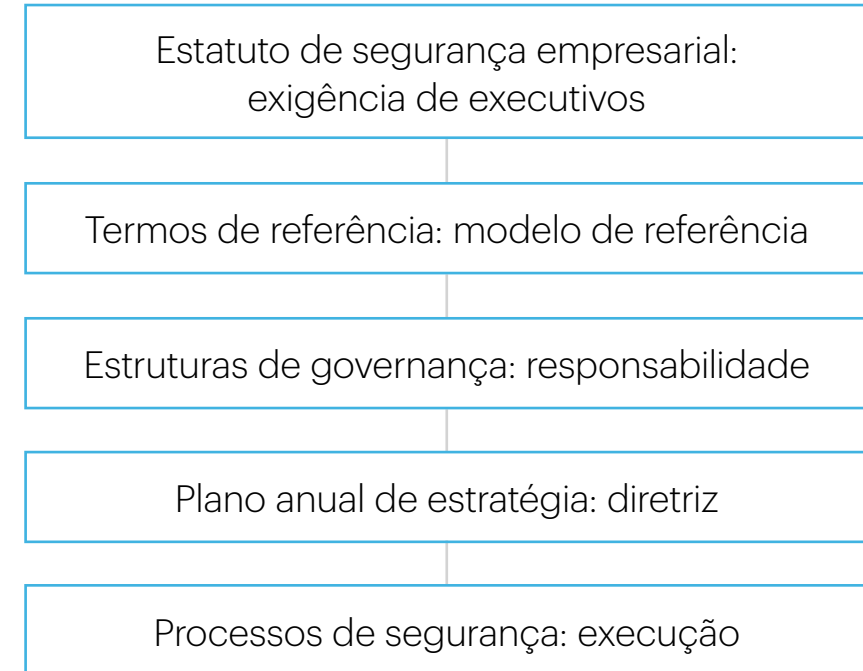 Estatuto de segurança empresarial:
exigência de executivos
Termos de referência: modelo de referência
Estruturas de governança: responsabilidade
Plano anual de estratégia: diretriz
Processos de segurança: execução